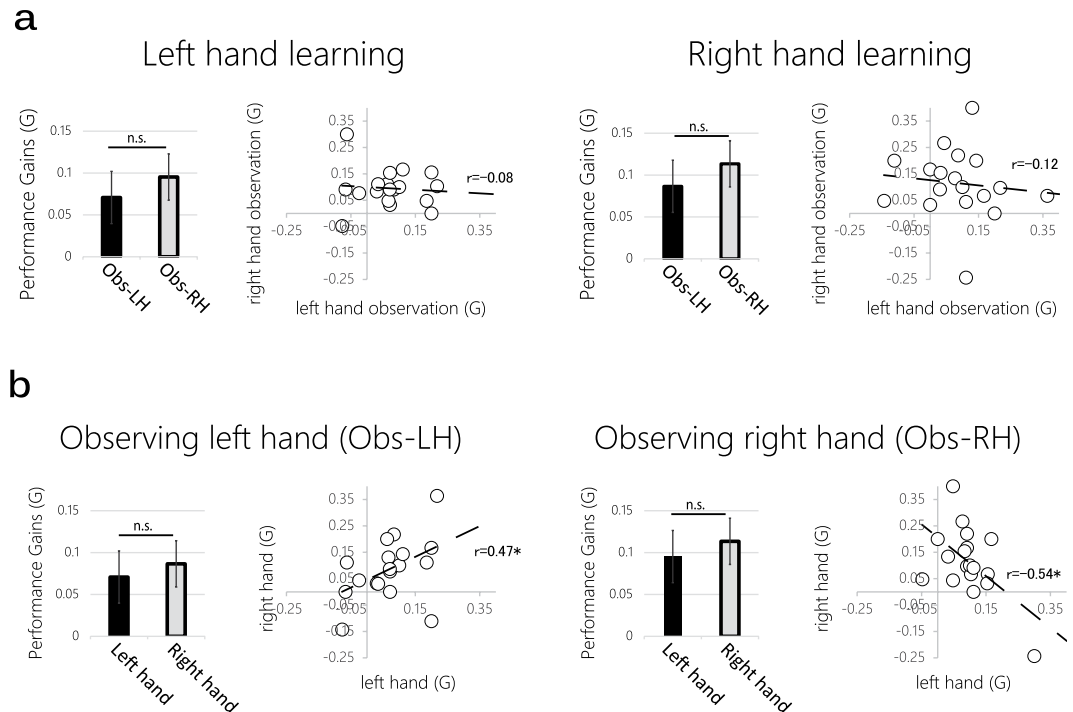 a
Left hand learning
Right hand learning
Performance Gains (G)
0.15
0.1
0.05
0
n.s.
Obs-LH
Obs-RH
right hand observation (G)
0.35
0.25
0.15
0.05
-0.05
-0.15
-0.25
-0.25
-0.05
0.15
0.35
r=-0.08
left hand observation (G)
Performance Gains (G)
0.15
0.1
0.05
0
n.s.
Obs-LH
Obs-RH
right hand observation (G)
0.35
0.25
0.15
0.05
-0.05
-0.15
-0.25
-0.25
-0.05
0.15
0.35
r=-0.12
left hand observation (G)
b
Observing left hand (Obs-LH)
Observing right hand (Obs-RH)
Performance Gains (G)
0.15
0.1
0.05
0
n.s.
Left hand
Right hand
right hand (G)
0.35
0.25
0.15
0.05
-0.05
-0.15
-0.25
-0.25
-0.05
0.15
0.35
r=0.47*
left hand (G)
Performance Gains (G)
0.15
0.1
0.05
0
n.s.
Left hand
Right hand
right hand (G)
0.35
0.25
0.15
0.05
-0.05
-0.15
-0.25
-0.25
-0.05
0.15
0.35
r=-0.54*
left hand (G)